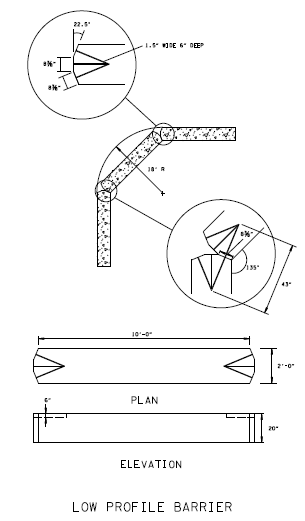 22.5°
1.5" WIDE 6" DEEP
8⅝"
8⅝"
18' R
8⅝"
135°
43"
10'-0"
2'-0"
PLAN
6"
20"
ELEVATION
LOW PROFILE BARRIER